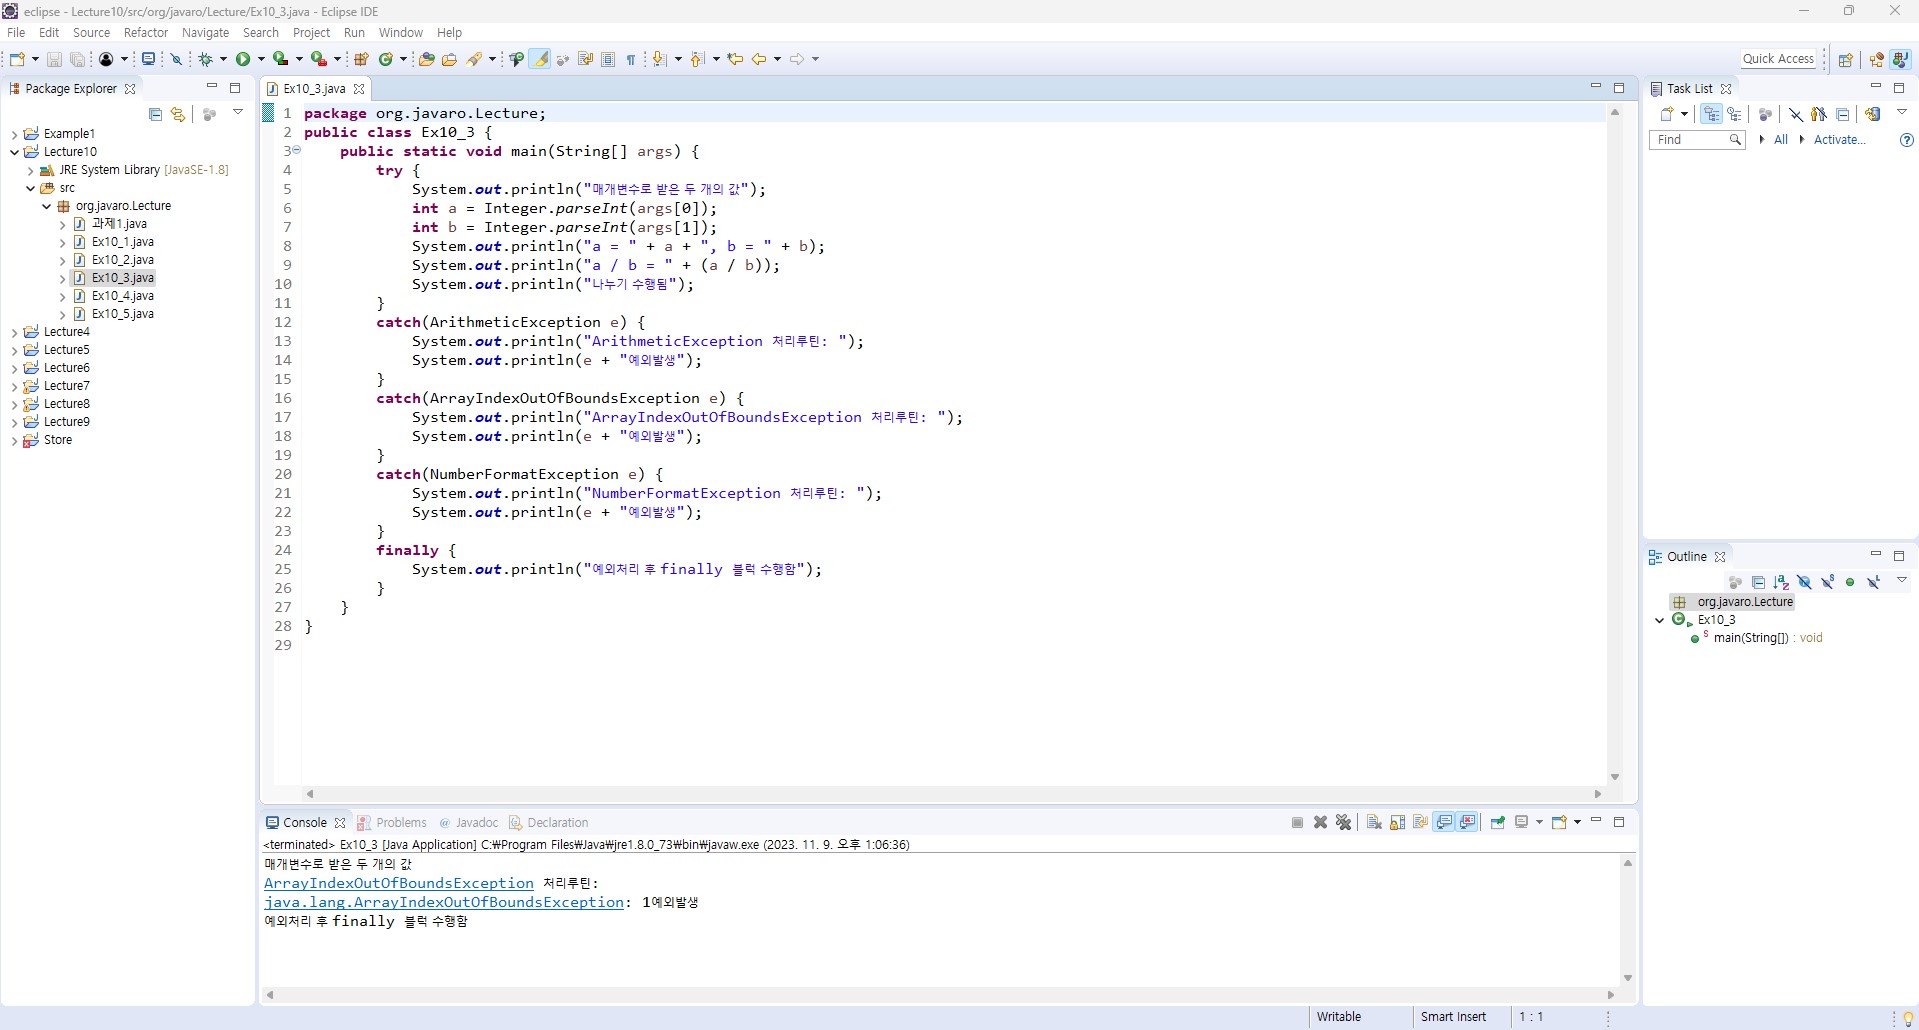 eclipse - Lecture10/src/org/javaro/Lecture/Ex10_3.java - Eclipse IDE
File Edit Source Refactor Navigate Search Project Run Window Help
Quick Access
Package Explorer
Example1
Lecture10
JRE System Library [JavaSE-1.8]
src
org.javaro.Lecture
과제1.java
Ex10_1.java
Ex10_2.java
Ex10_3.java
Ex10_4.java
Ex10_5.java
Lecture4
Lecture5
Lecture6
Lecture7
Lecture8
Lecture9
Store
Ex10_3.java
1 package org.javaro.Lecture;
2 public class Ex10_3 {
3     public static void main(String[] args) {
4         try {
5             System.out.println("매개변수로 받은 두 개의 값");
6             int a = Integer.parseInt(args[0]);
7             int b = Integer.parseInt(args[1]);
8             System.out.println("a = " + a + ", b = " + b);
9             System.out.println("a / b = " + (a / b));
10             System.out.println("나누기 수행됨");
11         }
12         catch(ArithmeticException e) {
13             System.out.println("ArithmeticException 처리루틴: ");
14             System.out.println(e + "예외발생");
15         }
16         catch(ArrayIndexOutOfBoundsException e) {
17             System.out.println("ArrayIndexOutOfBoundsException 처리루틴: ");
18             System.out.println(e + "예외발생");
19         }
20         catch(NumberFormatException e) {
21             System.out.println("NumberFormatException 처리루틴: ");
22             System.out.println(e + "예외발생");
23         }
24         finally {
25             System.out.println("예외처리 후 finally 블럭 수행함");
26         }
27     }
28 }
29
Console Problems @ Javadoc Declaration
<terminated> Ex10_3 [Java Application] C:₩Program Files₩Java₩jre1.8.0_73₩bin₩javaw.exe (2023. 11. 9. 오후 1:06:36)
매개변수로 받은 두 개의 값
ArrayIndexOutOfBoundsException 처리루틴:
java.lang.ArrayIndexOutOfBoundsException: 1예외발생
예외처리 후 finally 블럭 수행함
Task List
Find All Activate...
Outline
org.javaro.Lecture
Ex10_3
main(String[]) : void
Writable Smart Insert 1 : 1